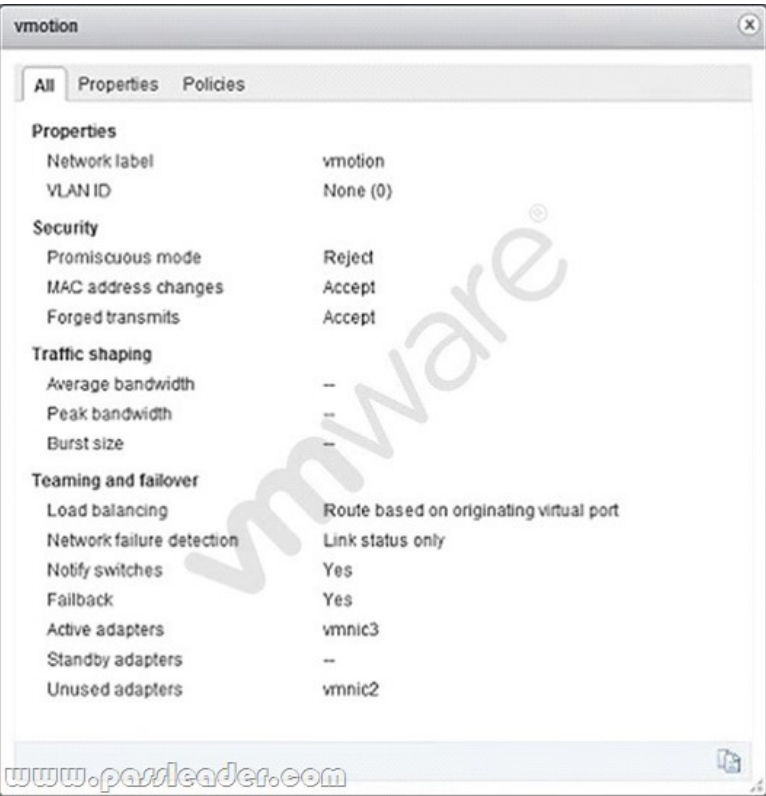 vmotion
All Properties Policies
Properties
Network label vmotion
VLAN ID None (0)
Security
Promiscuous mode Reject
MAC address changes Accept
Forged transmits Accept
Traffic shaping
Average bandwidth --
Peak bandwidth --
Burst size --
Teaming and failover
Load balancing Route based on originating virtual port
Network failure detection Link status only
Notify switches Yes
Failback Yes
Active adapters vmnic3
Standby adapters --
Unused adapters vmnic2
vmware®
www.passleader.com